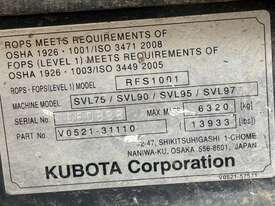 ROPS MEETS REQUIREMENTS OF
OSHA 1926 · 1001/ISO 3471 2008
FOPS (LEVEL 1) MEETS REQUIREMENTS OF
OSHA 1926 · 1003/ISO 3449 2005
ROPS - FOPS(LEVEL 1) MODEL RFS1001
MACHINE MODEL SVL75 / SVL90 / SVL95 / SVL97
SERIAL NO MAX M 6320 kg
PART NO V0521-31110 13933 lbs
2-47, SHIKITSUHIGASHI 1-CHOME
NANIWA-KU, OSAKA 556-8601, JAPAN
KUBOTA Corporation